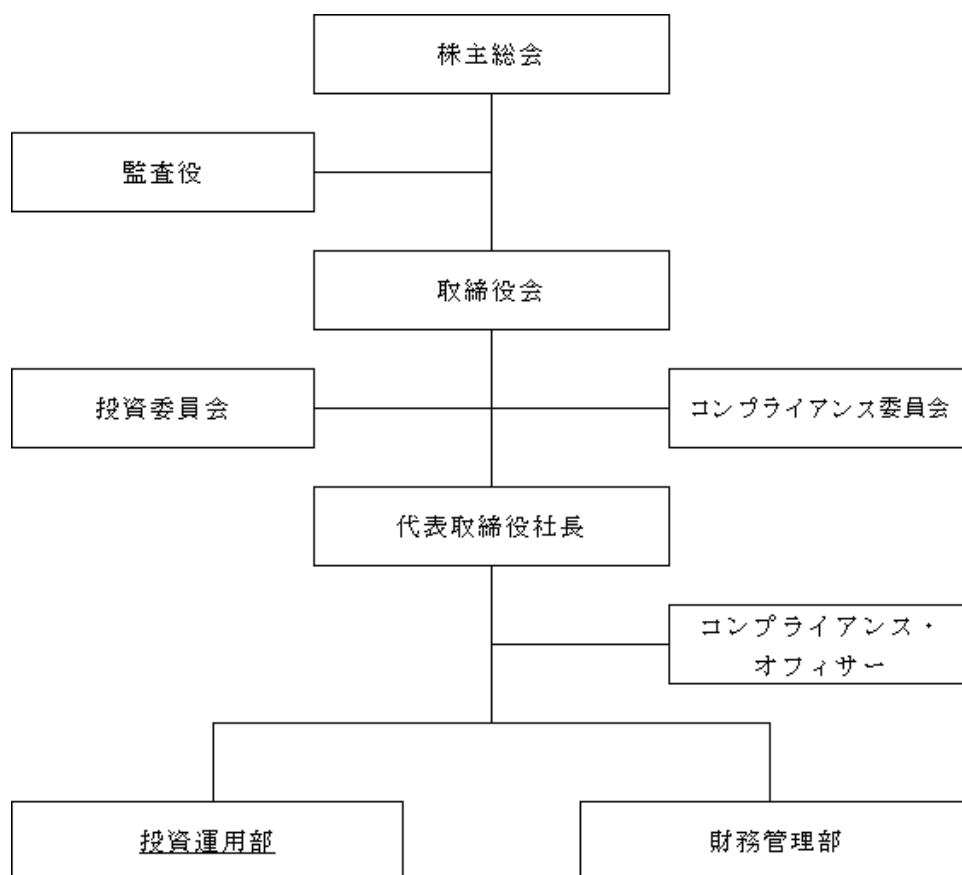 株主総会
監査役
取締役会
投資委員会
コンプライアンス委員会
代表取締役社長
コンプライアンス・
オフィサー
投資運用部
財務管理部